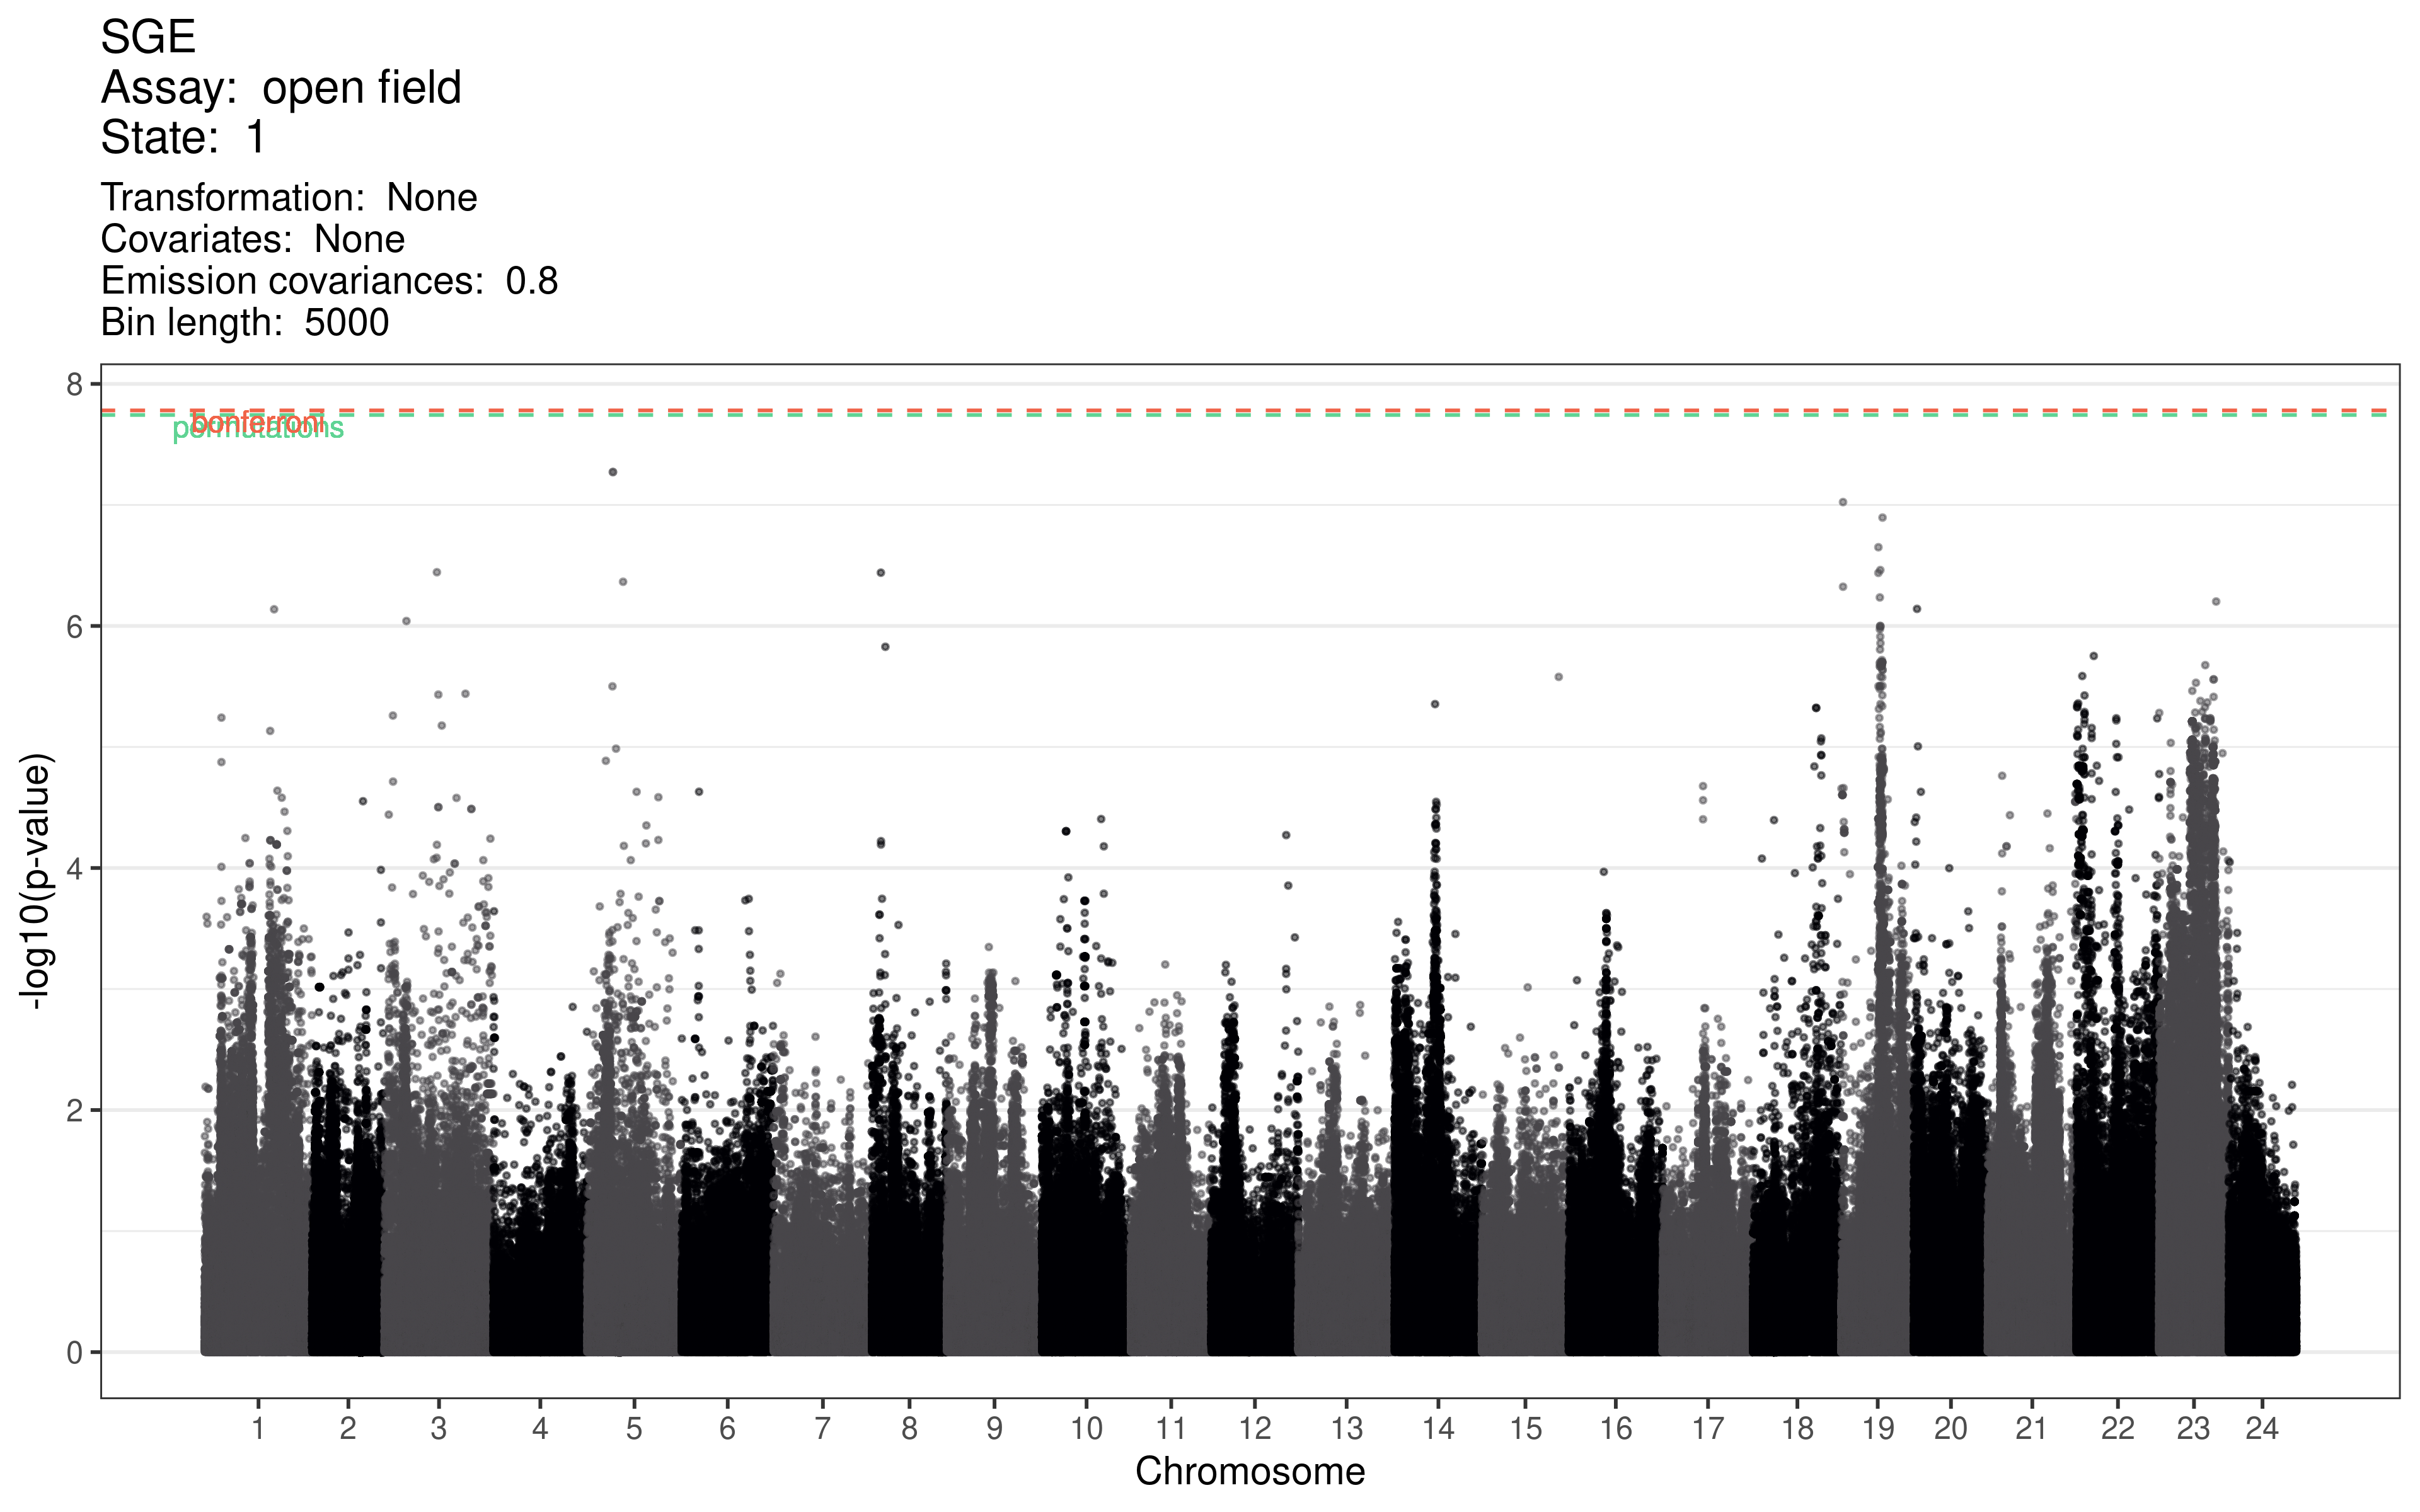 SGE
Assay: open field
State: 1
Transformation: None
Covariates: None
Emission covariances: 0.8
Bin length: 5000
8
bonferroni
permutations
6
4
2
0
-log10(p-value)
1 2 3 4 5 6 7 8 9 10 11 12 13 14 15 16 17 18 19 20 21 22 23 24
Chromosome